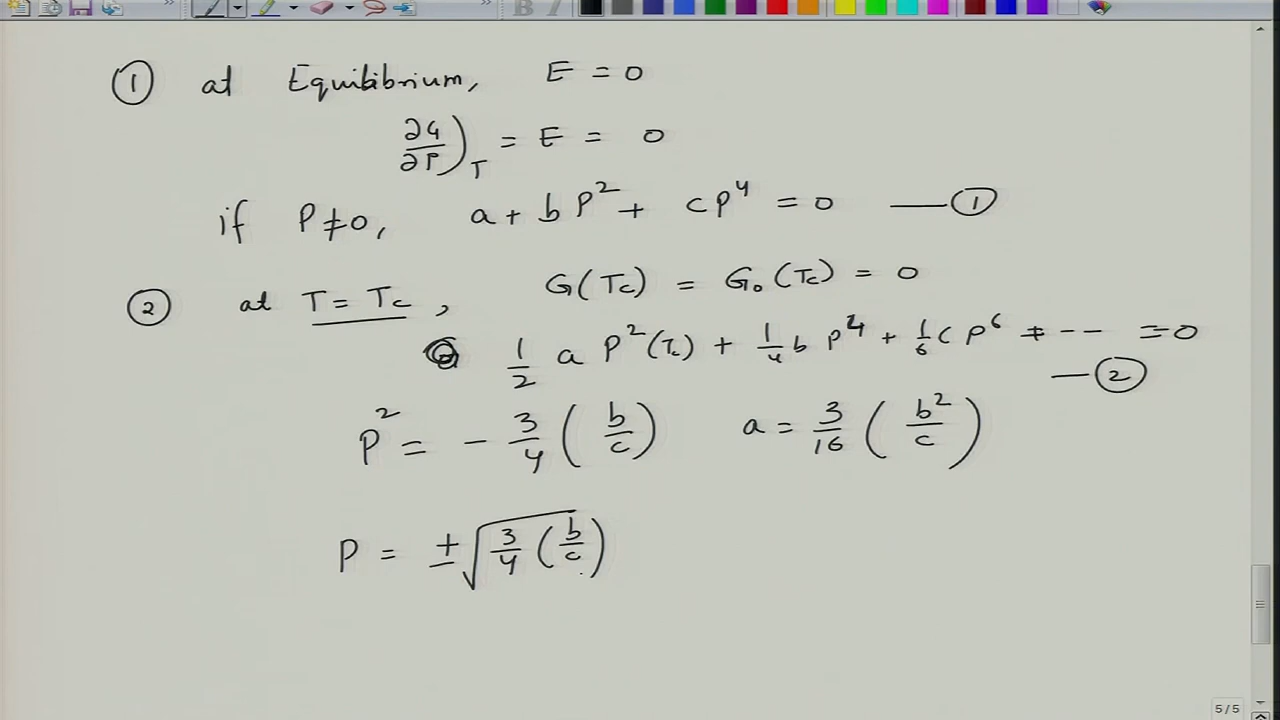 ① at Equilibrium, E = 0
∂G/∂P)_T = E = 0
if P ≠ 0, a + bP² + cP⁴ = 0 —①
② at T = Tc, G(Tc) = G₀(Tc) = 0
1/2 a P²(Tc) + 1/4 b P⁴ + 1/6 c P⁶ + -- = 0
—②
P² = - 3/4 (b/c) a = 3/16 (b²/c)
P = ± √3/4 (b/c)
5/5